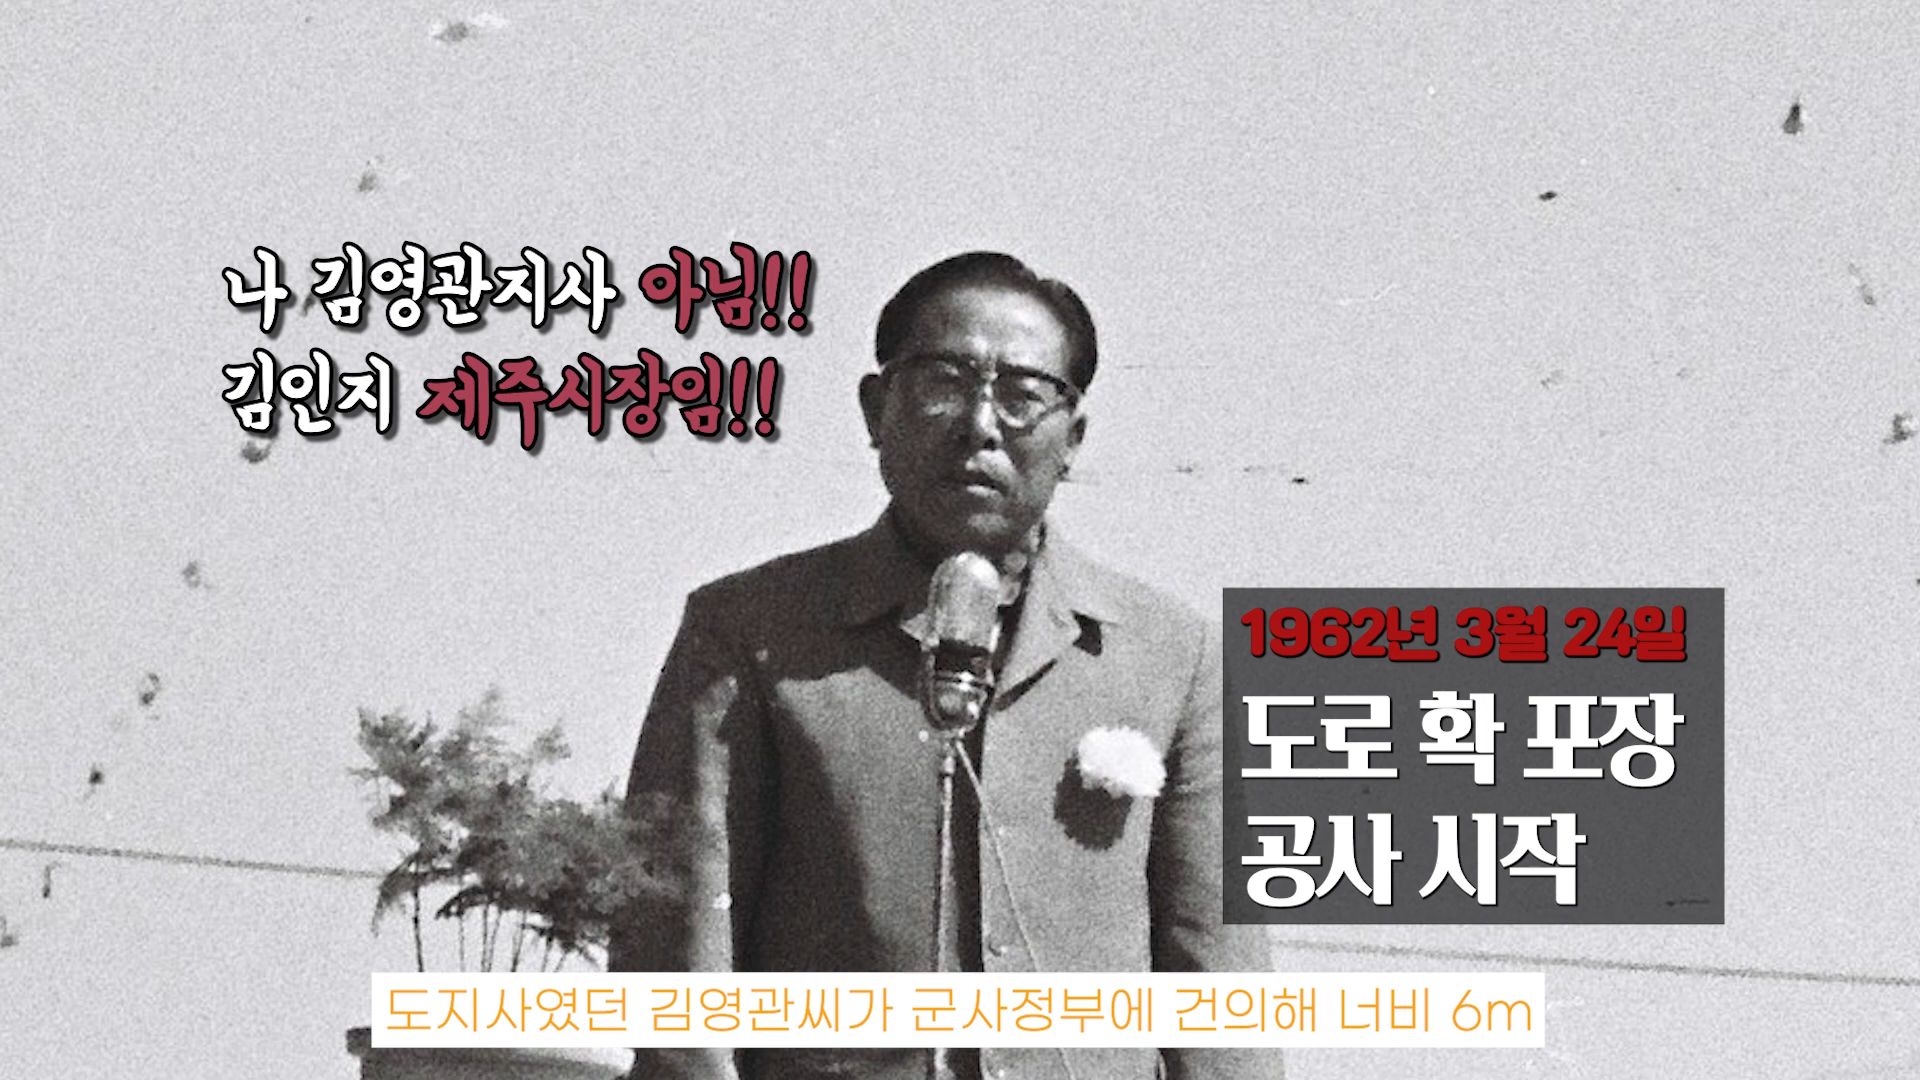 나 김영관지사 아님!!
김인지 제주시장임!!
1962년 3월 24일
도로 확 포장
공사 시작
도지사였던 김영관씨가 군사정부에 건의해 너비 6m